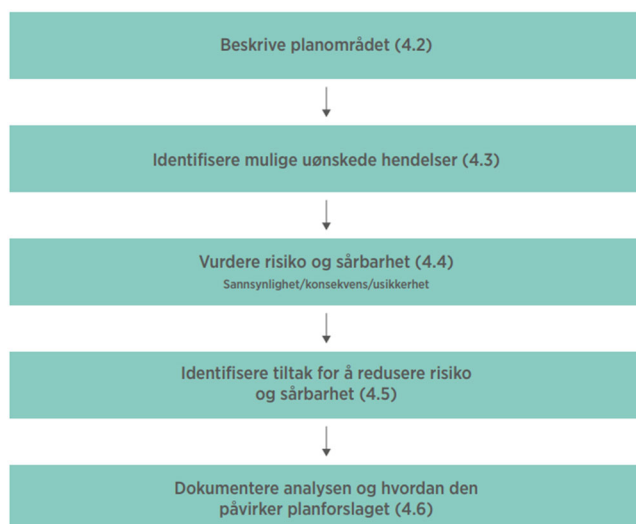 Beskrive planområdet (4.2)
Identifisere mulige uønskede hendelser (4.3)
Vurdere risiko og sårbarhet (4.4)
Sannsynlighet/konsekvens/usikkerhet
Identifisere tiltak for å redusere risiko
og sårbarhet (4.5)
Dokumentere analysen og hvordan den
påvirker planforslaget (4.6)